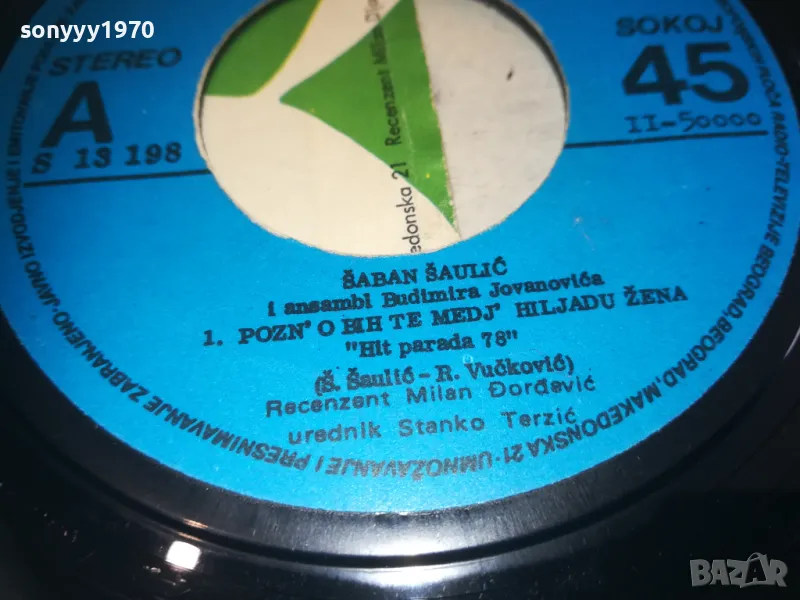 sonyyy1970
STEREO
A
S 13 198
SOKOJ
45
II-50000
Recenzent Milan
edonska 21
ŠABAN ŠAULIĆ
i ansambl Budimira Jovanovića
1. POZN' O BIH TE MEDJ' HILJADU ŽENA
"Hit parada 78"
(Š. Šaulić - R. Vučković)
Recenzent Milan Đorđević
urednik Stanko Terzić
RADIO-TELEVIZIJE BEOGRAD, BEOGRAD, MAKEDONSKA 21 · UMNOŽAVANJE I PRESNIMAVANJE ZABRANJENO · JAVNO IZVODJENJE I EMITOVANJE
BAZAR